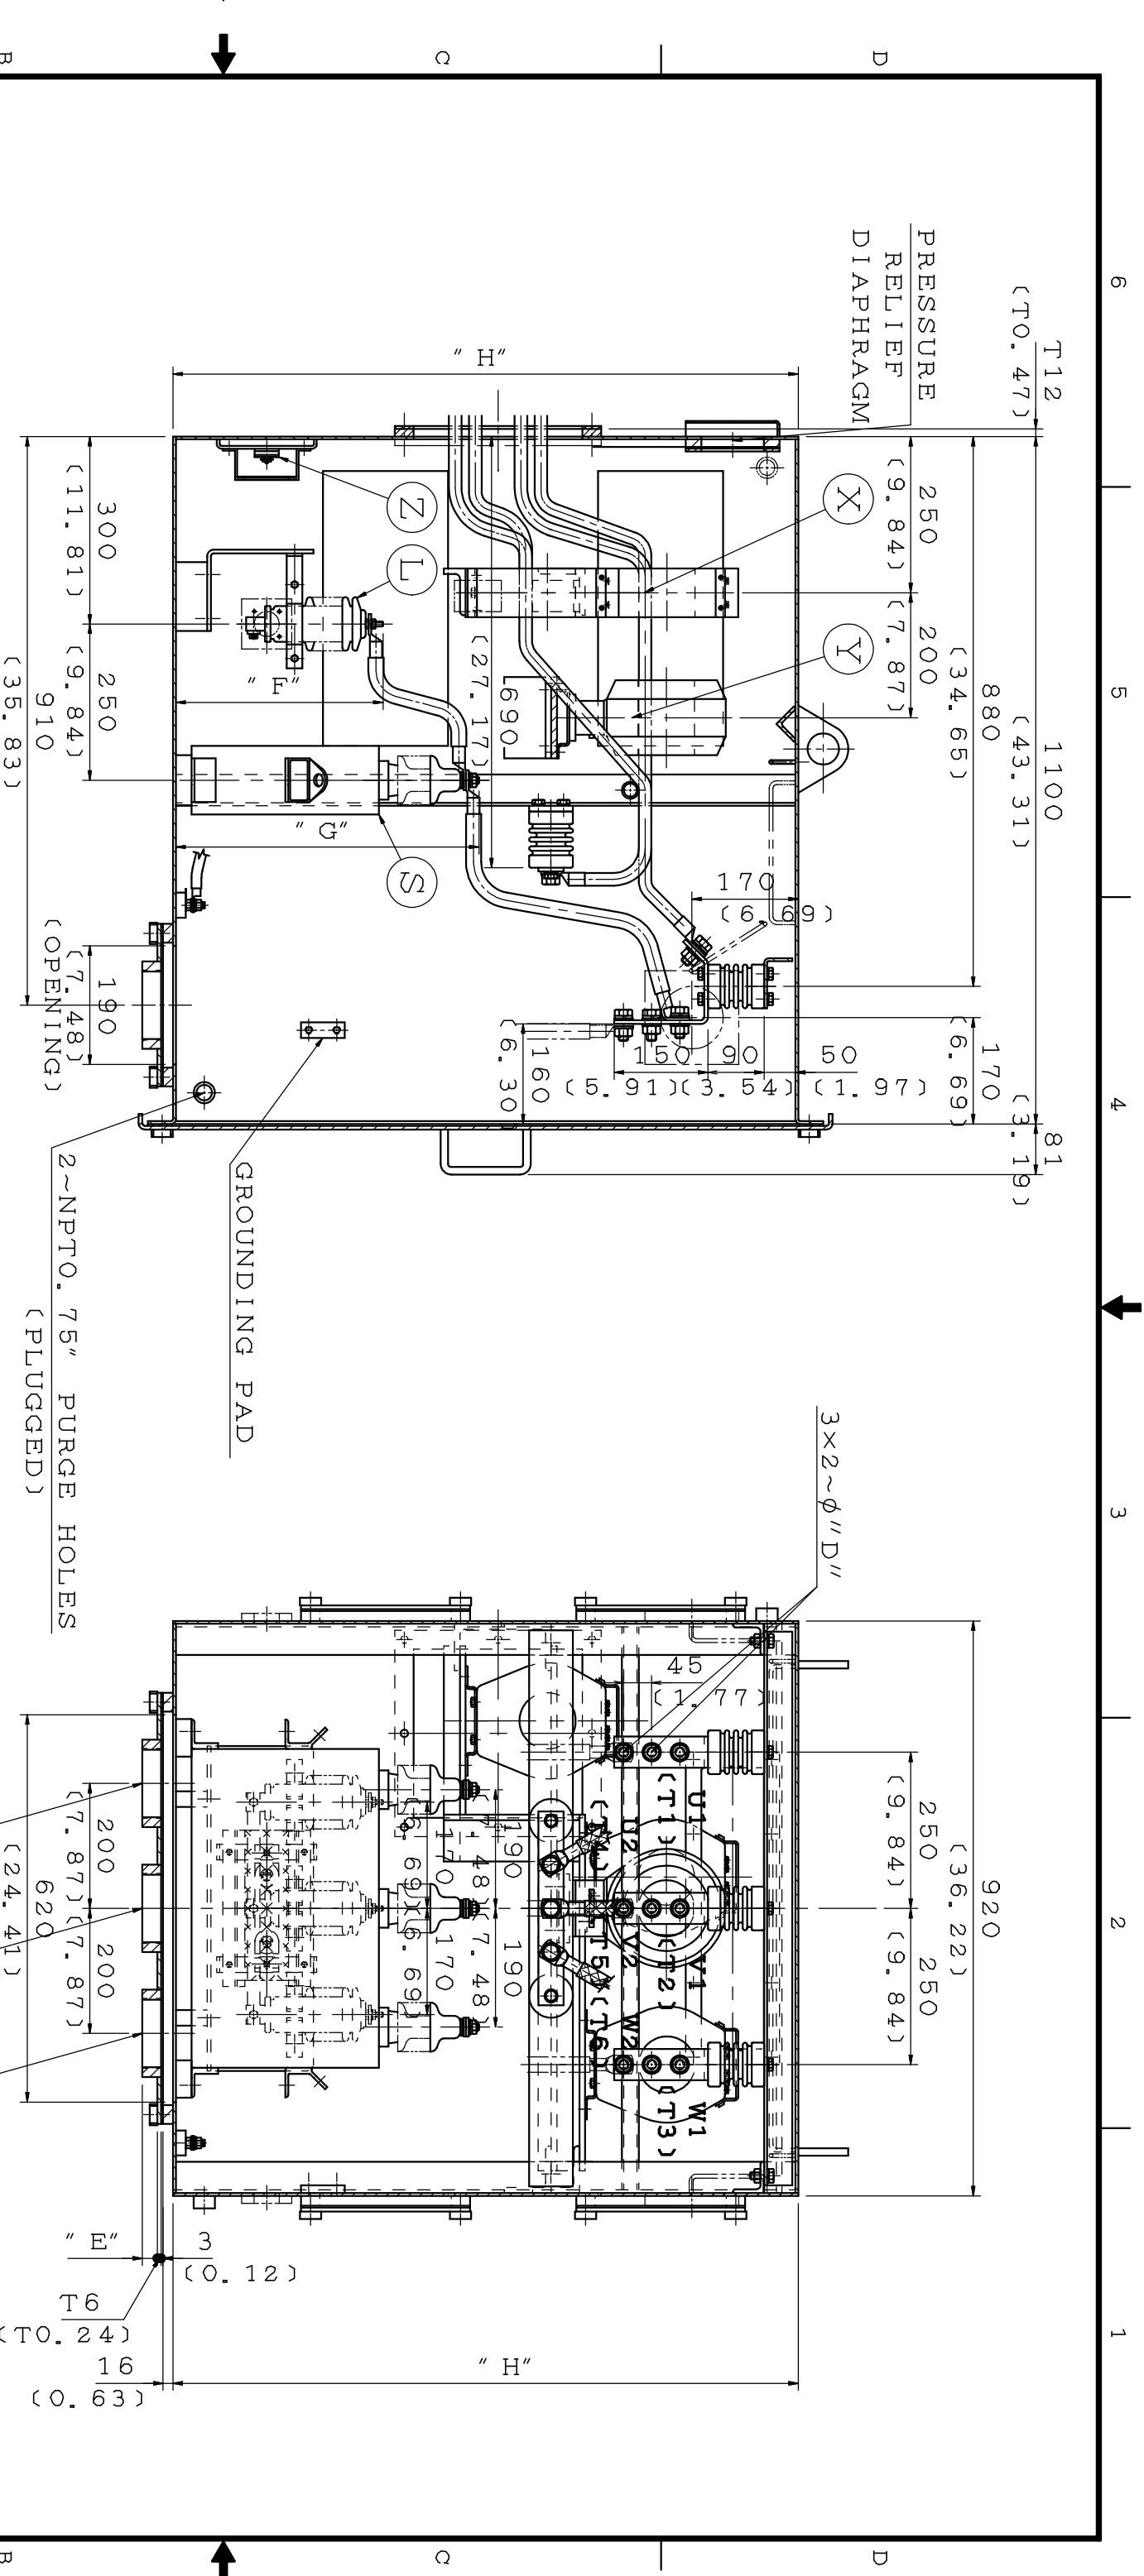 6
5
4
3
2
1
D
C
B
D
C
B
PRESSURE
RELIEF
DIAPHRAGM
T12
(T0.47)
1100
(43.31)
81
(3.19)
880
(34.65)
170
(6.69)
250
(9.84)
200
(7.87)
X
Y
Z
L
S
"H"
690
(27.17)
170
(6.69)
50
(1.97)
90
(3.54)
150
(5.91)
160
(6.30)
"F"
"G"
300
(11.81)
250
(9.84)
910
(35.83)
190
(7.48)
(OPENING)
GROUNDING PAD
2~NPT0.75" PURGE HOLES
(PLUGGED)
3×2~φ"D"
920
(36.22)
250
(9.84)
250
(9.84)
45
(1.77)
U1
(T1)
V1
(T2)
W1
(T3)
U2
(T4)
V2
(T5)
W2
(T6)
190
(7.48)
190
(7.48)
170
(6.69)
170
(6.69)
200
(7.87)
200
(7.87)
620
(24.41)
"E"
3
(0.12)
T6
(T0.24)
16
(0.63)
"H"